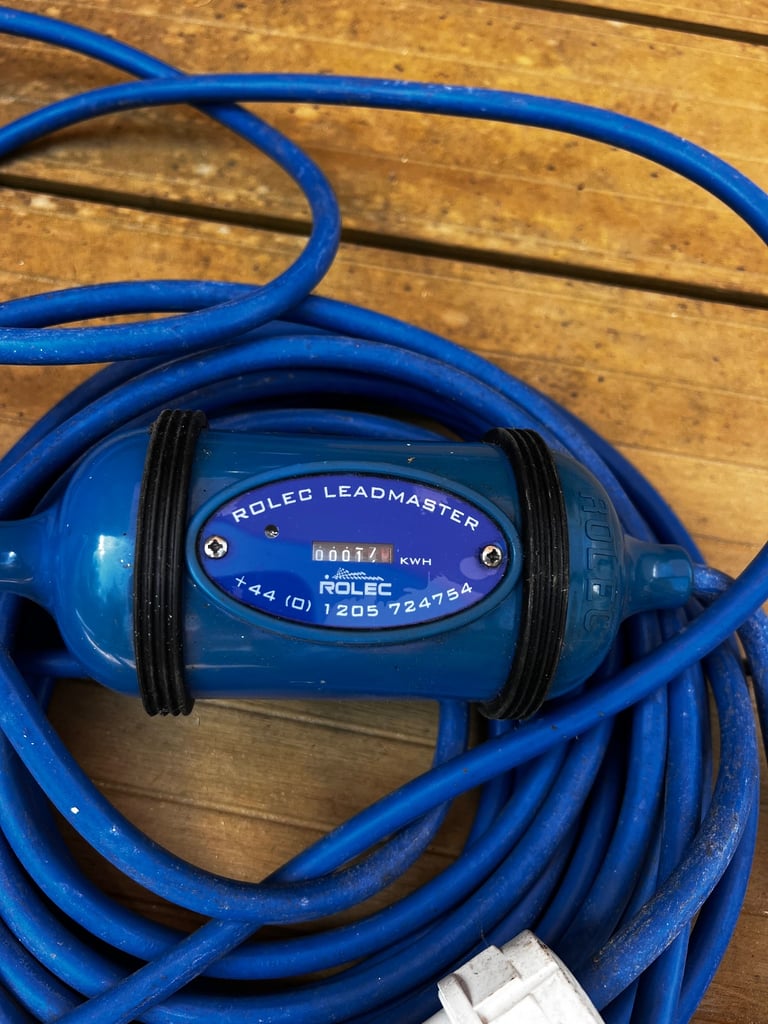 ROLEC LEADMASTER
KWH
ROLEC
+44 (0) 1205 724754
ROLEC